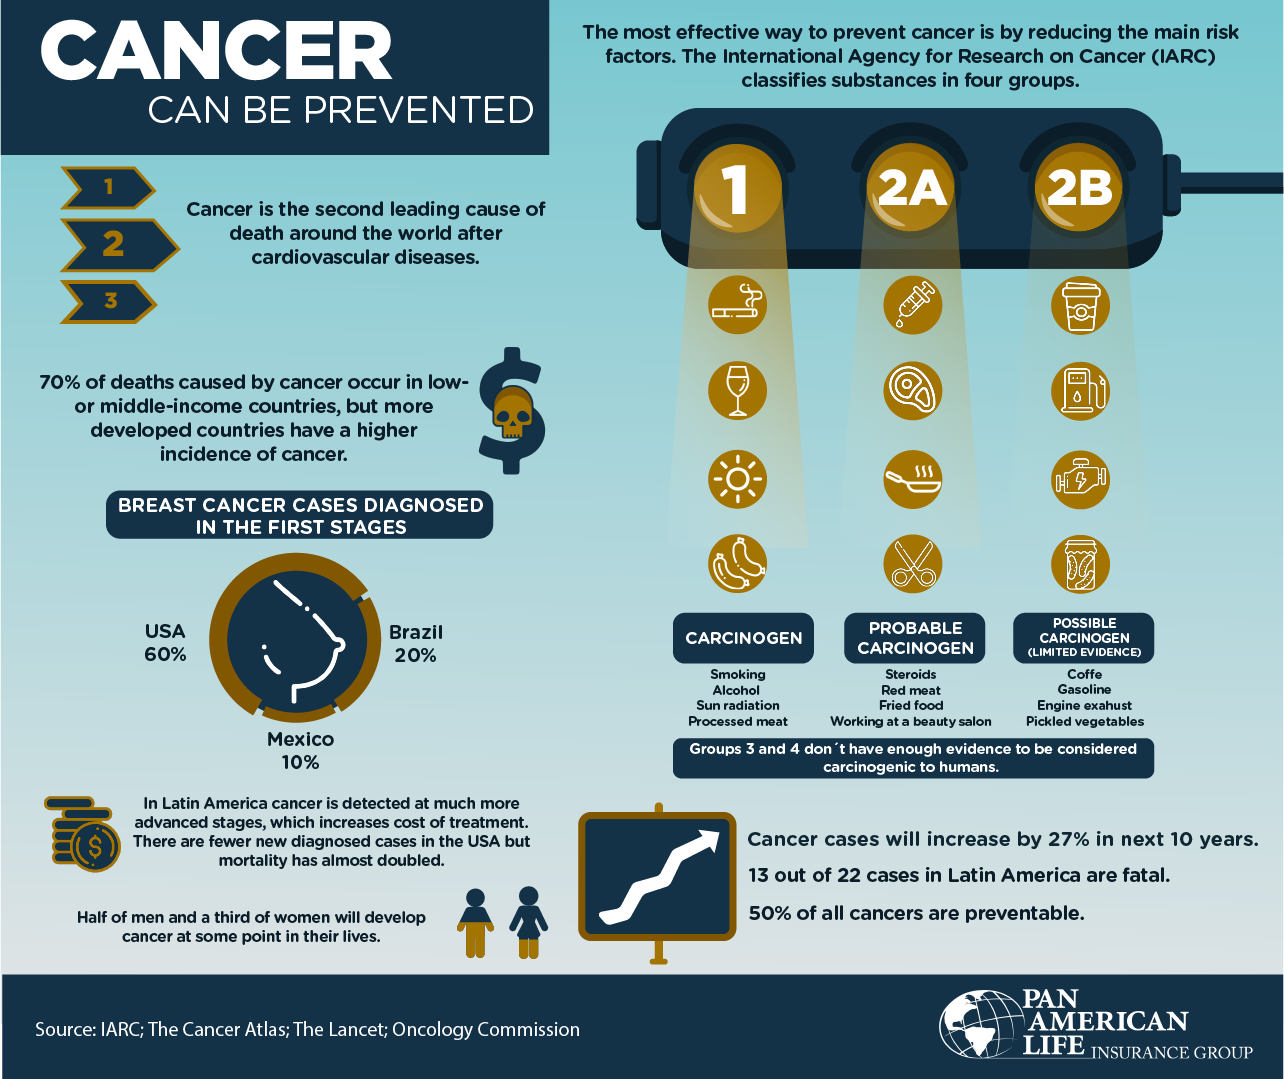 CANCER
CAN BE PREVENTED
1
2
3
Cancer is the second leading cause of
death around the world after
cardiovascular diseases.
70% of deaths caused by cancer occur in low-
or middle-income countries, but more
developed countries have a higher
incidence of cancer.
BREAST CANCER CASES DIAGNOSED
IN THE FIRST STAGES
USA
60%
Brazil
20%
Mexico
10%
$
In Latin America cancer is detected at much more
advanced stages, which increases cost of treatment.
There are fewer new diagnosed cases in the USA but
mortality has almost doubled.
Half of men and a third of women will develop
cancer at some point in their lives.
The most effective way to prevent cancer is by reducing the main risk
factors. The International Agency for Research on Cancer (IARC)
classifies substances in four groups.
1
2A
2B
CARCINOGEN
Smoking
Alcohol
Sun radiation
Processed meat
PROBABLE
CARCINOGEN
Steroids
Red meat
Fried food
Working at a beauty salon
POSSIBLE
CARCINOGEN
(LIMITED EVIDENCE)
Coffe
Gasoline
Engine exahust
Pickled vegetables
Groups 3 and 4 don´t have enough evidence to be considered
carcinogenic to humans.
Cancer cases will increase by 27% in next 10 years.
13 out of 22 cases in Latin America are fatal.
50% of all cancers are preventable.
Source: IARC; The Cancer Atlas; The Lancet; Oncology Commission
PAN
AMERICAN
LIFE
INSURANCE GROUP